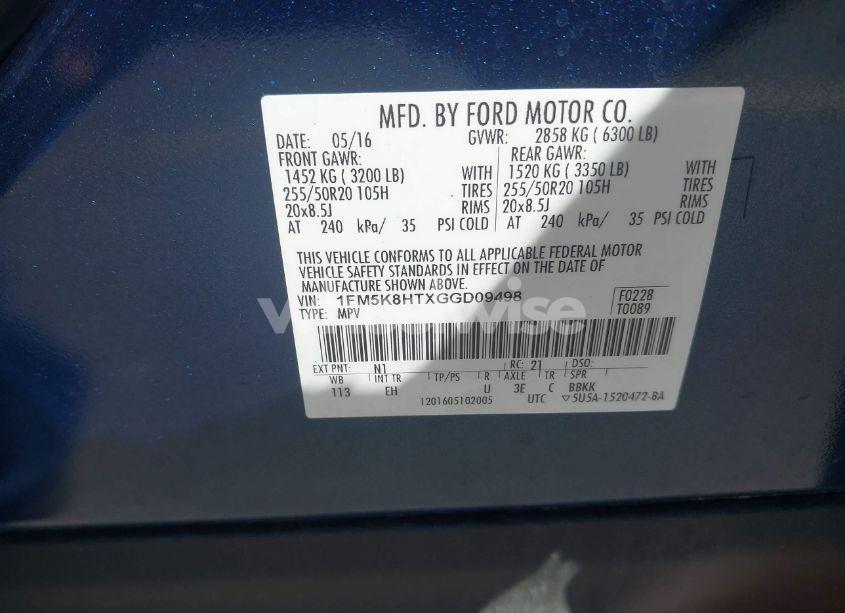 MFD. BY FORD MOTOR CO.
DATE: 05/16 GVWR: 2858 KG ( 6300 LB)
FRONT GAWR: REAR GAWR:
1452 KG ( 3200 LB) WITH 1520 KG ( 3350 LB) WITH
255/50R20 105H TIRES 255/50R20 105H TIRES
20x8.5J RIMS 20x8.5J RIMS
AT 240 kPa/ 35 PSI COLD AT 240 kPa/ 35 PSI COLD
THIS VEHICLE CONFORMS TO ALL APPLICABLE FEDERAL MOTOR
VEHICLE SAFETY STANDARDS IN EFFECT ON THE DATE OF
MANUFACTURE SHOWN ABOVE.
VIN: 1FM5K8HTXGGD09498 F0228
TYPE: MPV T0089
EXT PNT: N1 RC: 21 DSO:
WB INT TR TP/PS R AXLE TR SPR
113 EH U 3E C BBKK
1201605102005 UTC ▽5U5A-1520472-BA